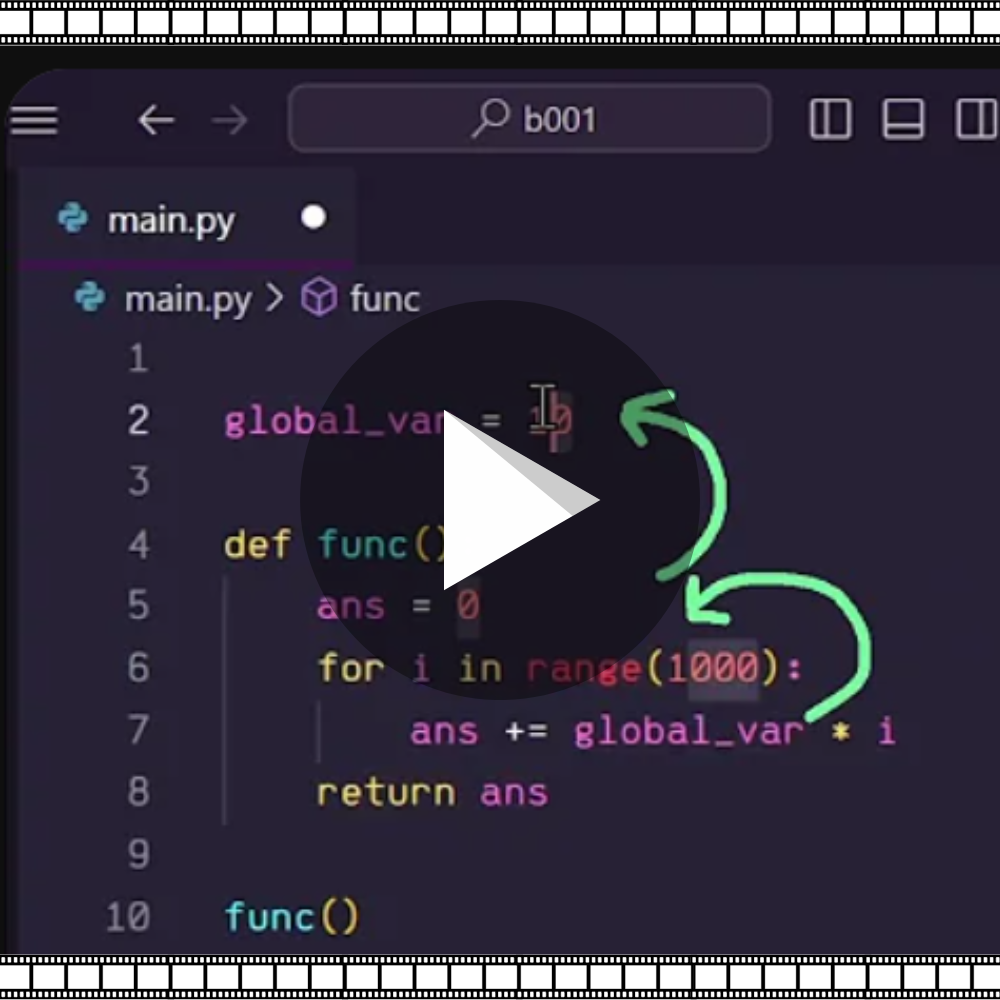 b001
main.py
main.py > func
1
2 global_var = 10
3
4 def func()
5 ans = 0
6 for i in range(1000):
7 ans += global_var * i
8 return ans
9
10 func()